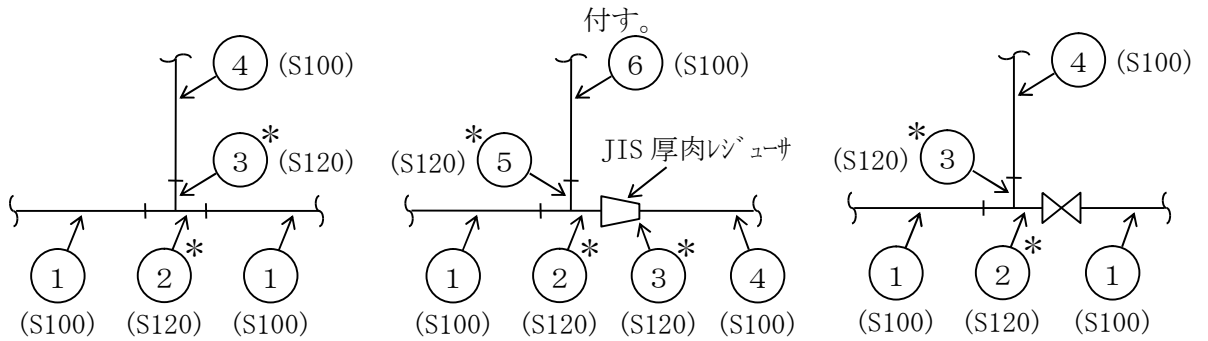 付す。
4 (S100)
3 * (S120)
1 (S100)
2 * (S120)
1 (S100)
6 (S100)
(S120) 5 *
JIS 厚肉ﾚｼﾞｭｰｻ
1 (S100)
2 * (S120)
3 * (S120)
4 (S100)
4 (S100)
(S120) 3 *
1 (S100)
2 * (S120)
1 (S100)